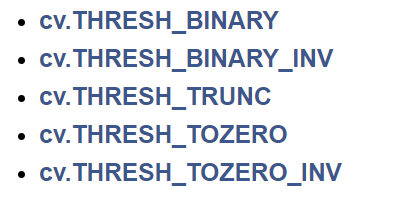 cv.THRESH_BINARY
cv.THRESH_BINARY_INV
cv.THRESH_TRUNC
cv.THRESH_TOZERO
cv.THRESH_TOZERO_INV